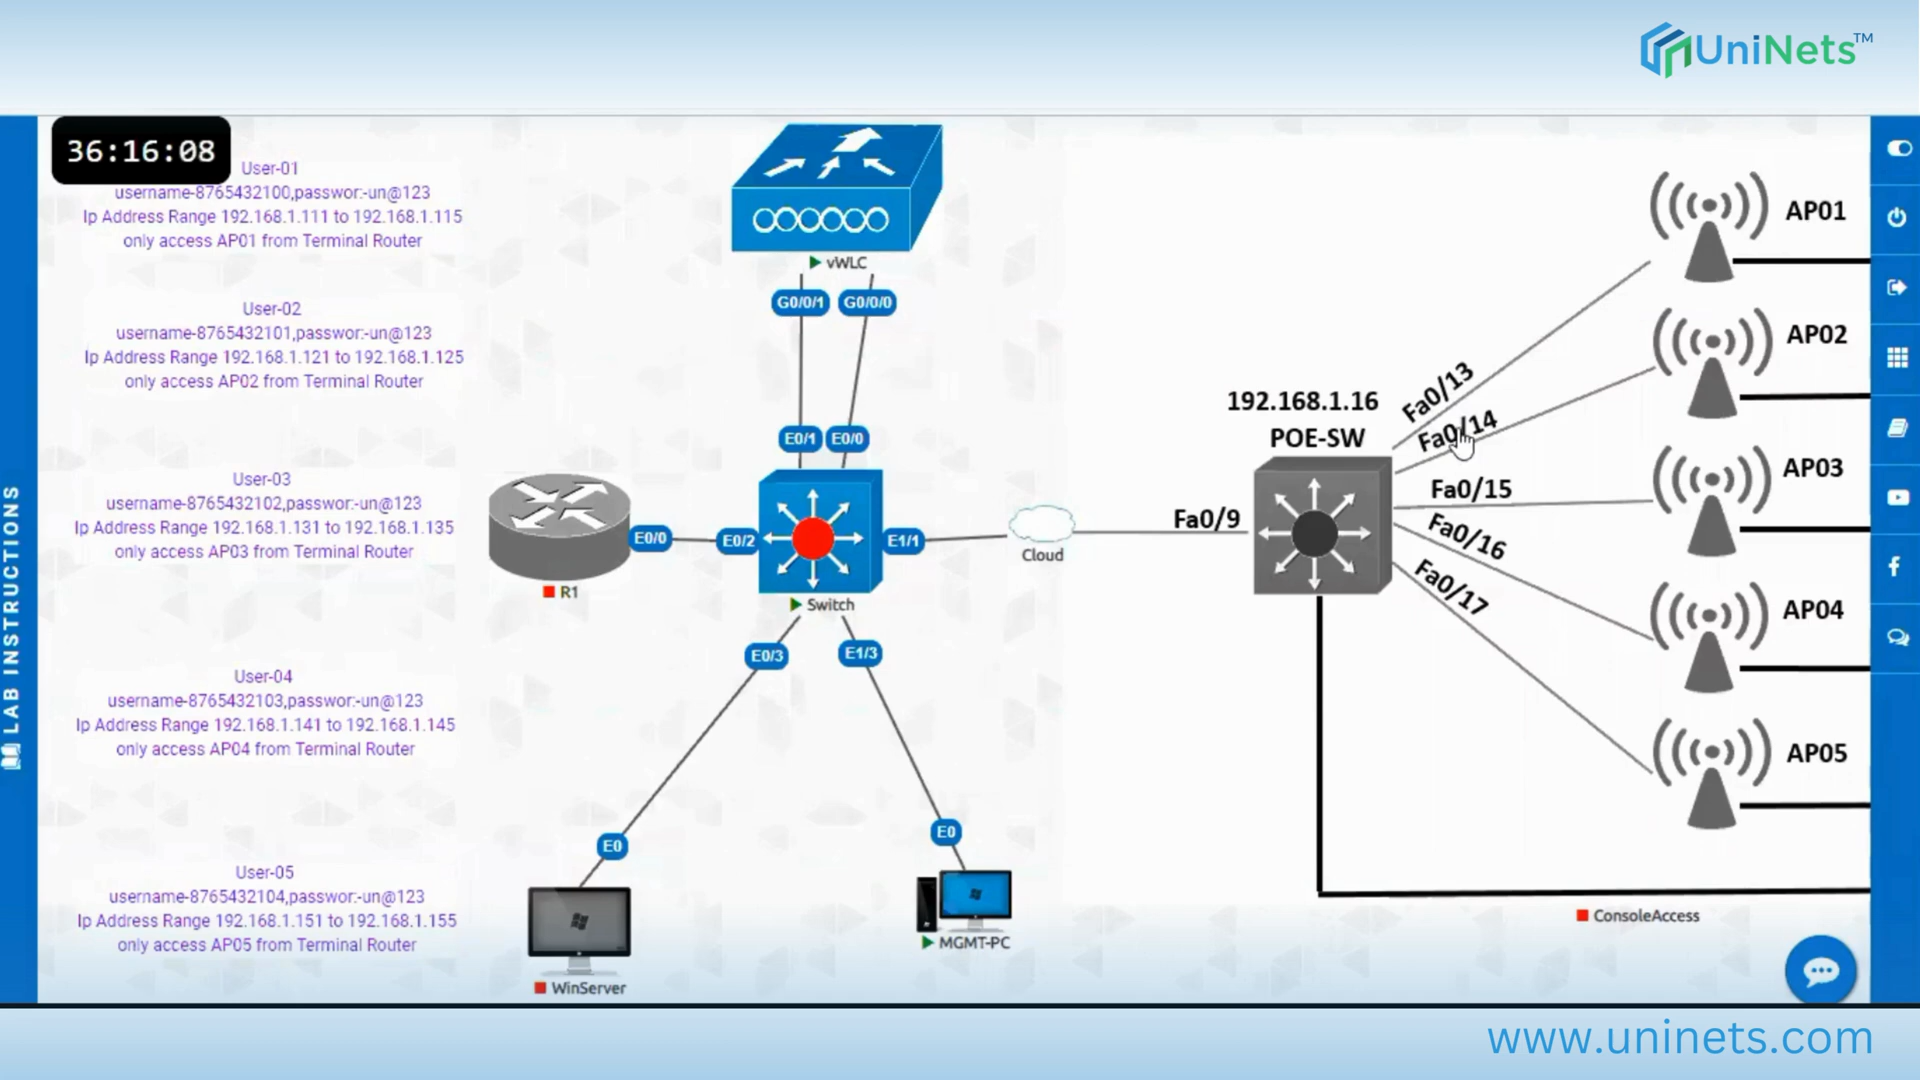 UniNets™
36:16:08
User-01
username-8765432100,passwor:-un@123
Ip Address Range 192.168.1.111 to 192.168.1.115
only access AP01 from Terminal Router
User-02
username-8765432101,passwor:-un@123
Ip Address Range 192.168.1.121 to 192.168.1.125
only access AP02 from Terminal Router
User-03
username-8765432102,passwor:-un@123
Ip Address Range 192.168.1.131 to 192.168.1.135
only access AP03 from Terminal Router
User-04
username-8765432103,passwor:-un@123
Ip Address Range 192.168.1.141 to 192.168.1.145
only access AP04 from Terminal Router
User-05
username-8765432104,passwor:-un@123
Ip Address Range 192.168.1.151 to 192.168.1.155
only access AP05 from Terminal Router
LAB INSTRUCTIONS
vWLC
G0/0/1
G0/0/0
E0/1
E0/0
R1
E0/0
E0/2
E1/1
Switch
E0/3
E1/3
E0
E0
WinServer
MGMT-PC
Cloud
Fa0/9
192.168.1.16
POE-SW
Fa0/13
Fa0/14
Fa0/15
Fa0/16
Fa0/17
AP01
AP02
AP03
AP04
AP05
ConsoleAccess
www.uninets.com